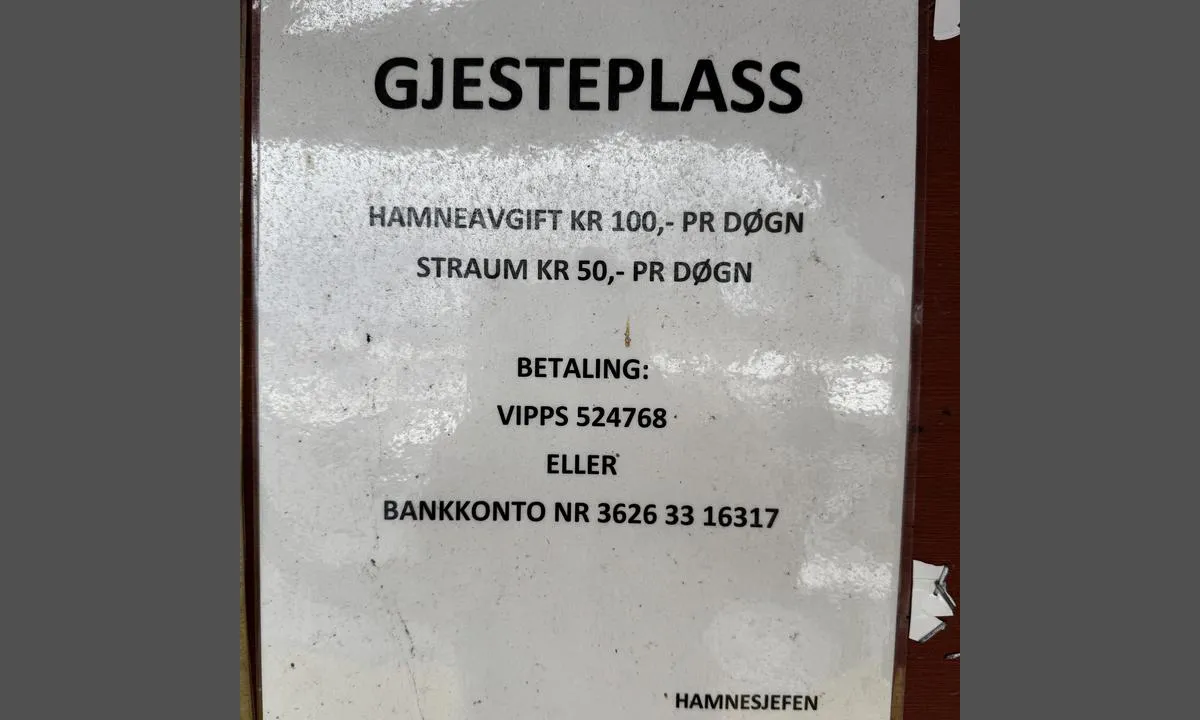 GJESTEPLASS
HAMNEAVGIFT KR 100,- PR DØGN
STRAUM KR 50,- PR DØGN
BETALING:
VIPPS 524768
ELLER
BANKKONTO NR 3626 33 16317
HAMNESJEFEN